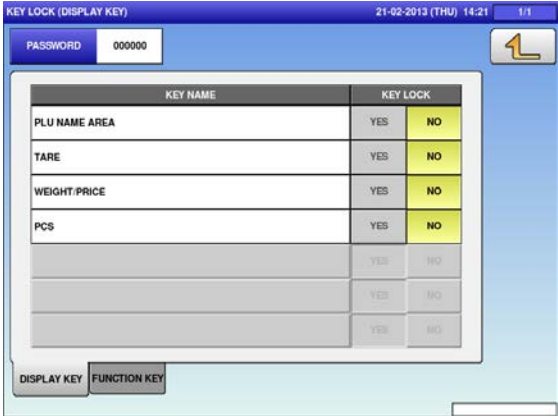 KEY LOCK (DISPLAY KEY) 21-02-2013 (THU) 14:21 1/1
PASSWORD 000000
KEY NAME KEY LOCK
PLU NAME AREA YES NO
TARE YES NO
WEIGHT/PRICE YES NO
PCS YES NO
YES NO
YES NO
YES NO
DISPLAY KEY FUNCTION KEY